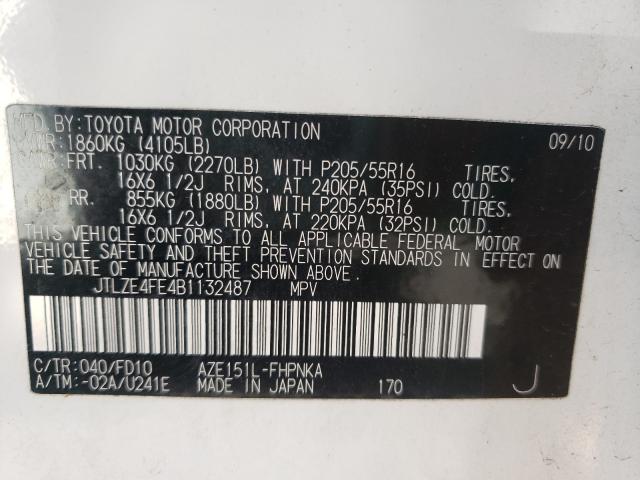 MFD. BY: TOYOTA MOTOR CORPORATION 09/10
GVWR: 1860KG (4105LB)
GAWR: FRT. 1030KG (2270LB) WITH P205/55R16 TIRES,
16X6 1/2J RIMS, AT 240KPA (35PSI) COLD.
RR. 855KG (1880LB) WITH P205/55R16 TIRES,
16X6 1/2J RIMS, AT 220KPA (32PSI) COLD.
THIS VEHICLE CONFORMS TO ALL APPLICABLE FEDERAL MOTOR
VEHICLE SAFETY AND THEFT PREVENTION STANDARDS IN EFFECT ON
THE DATE OF MANUFACTURE SHOWN ABOVE.
JTLZE4FE4B1132487 MPV
C/TR: 040/FD10 AZE151L-FHPNKA
A/TM: -02A/U241E MADE IN JAPAN 170 J